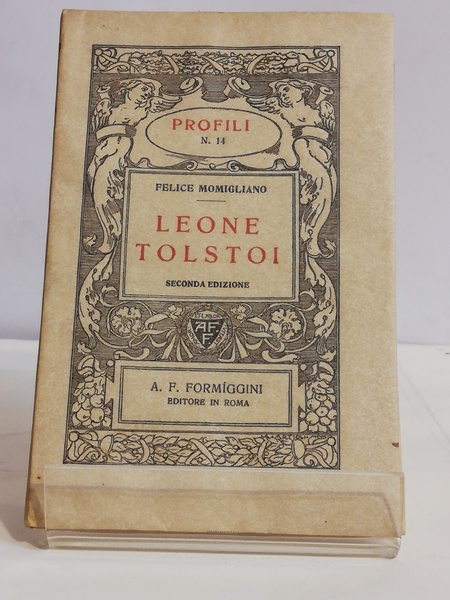 PROFILI
N. 14
FELICE MOMIGLIANO
LEONE
TOLSTOI
SECONDA EDIZIONE
A F
F
A. F. FORMÍGGINI
EDITORE IN ROMA